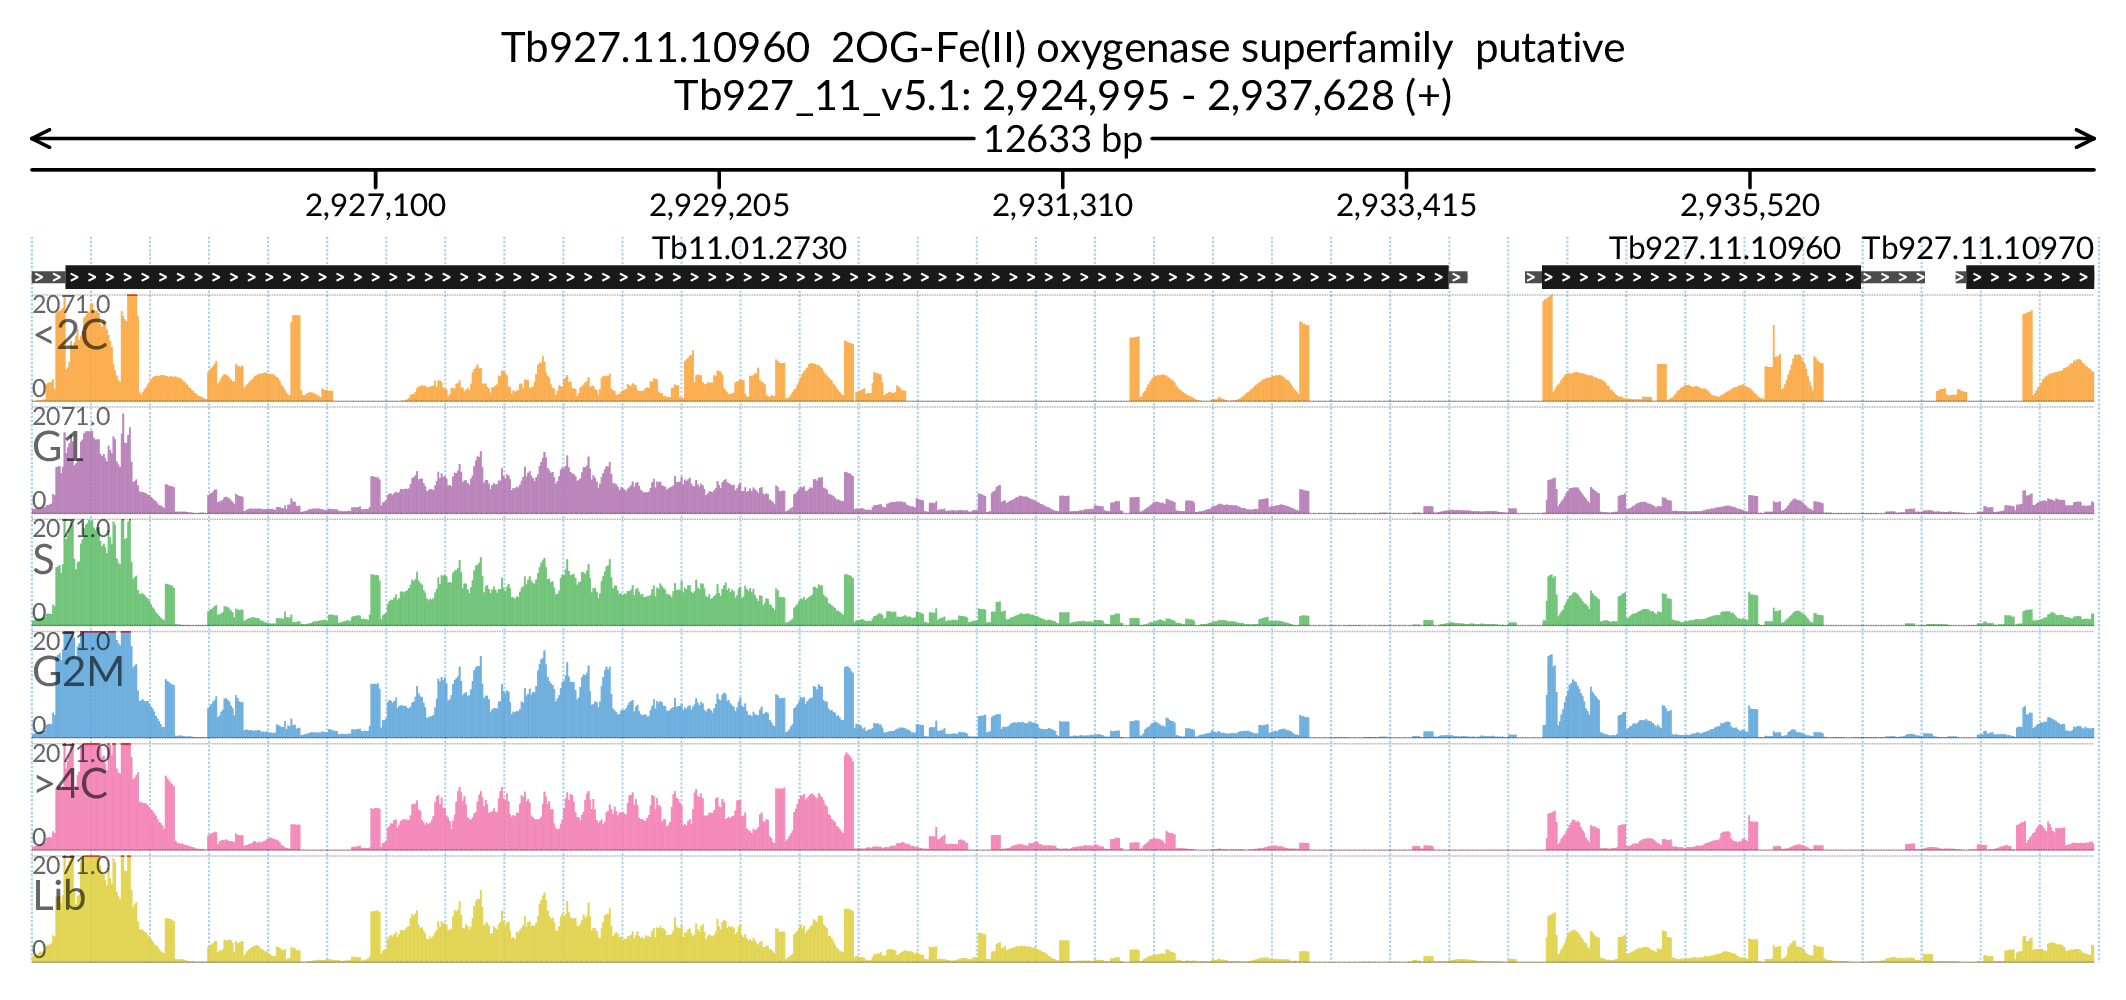 Tb927.11.10960  2OG-Fe(II) oxygenase superfamily  putative
Tb927_11_v5.1: 2,924,995 - 2,937,628 (+)
12633 bp
2,927,100 2,929,205 2,931,310 2,933,415 2,935,520
Tb11.01.2730 Tb927.11.10960 Tb927.11.10970
2071.0
<2C
0
2071.0
G1
0
2071.0
S
0
2071.0
G2M
0
2071.0
>4C
0
2071.0
Lib
0